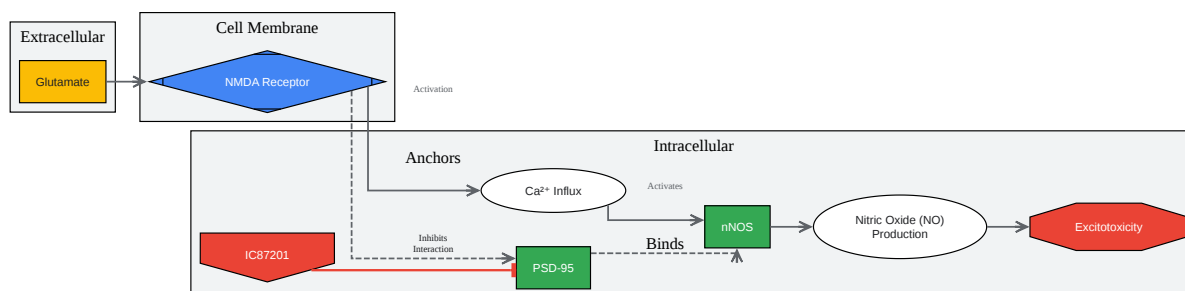 Cell Membrane
Extracellular
Glutamate
NMDA Receptor
Activation
Intracellular
Anchors
Ca²⁺ Influx
Activates
nNOS
Nitric Oxide (NO)
Production
Excitotoxicity
IC87201
Inhibits
Interaction
PSD-95
Binds